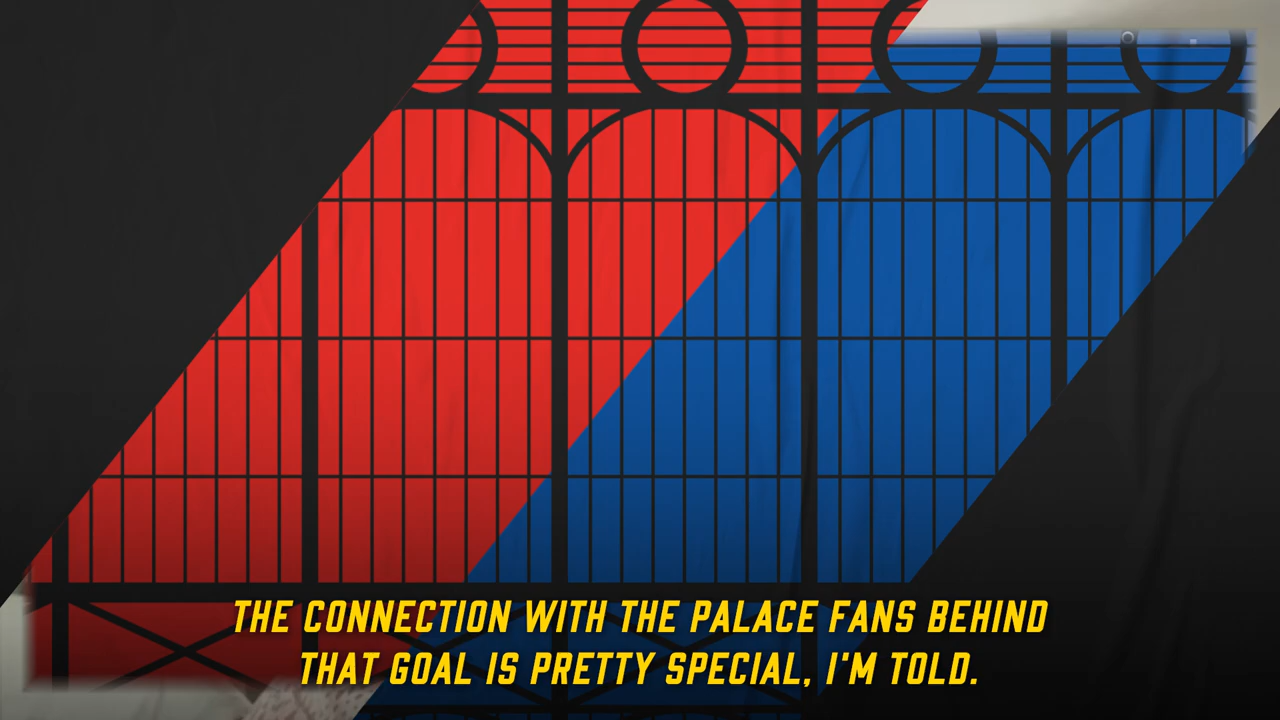 THE CONNECTION WITH THE PALACE FANS BEHIND
THAT GOAL IS PRETTY SPECIAL, I'M TOLD.